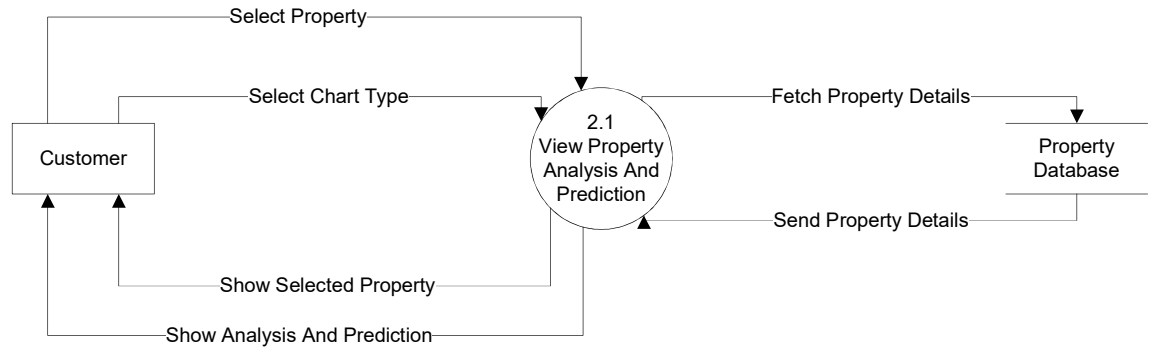 Select Property
Select Chart Type
Fetch Property Details
Customer
2.1
View Property
Analysis And
Prediction
Property
Database
Send Property Details
Show Selected Property
Show Analysis And Prediction